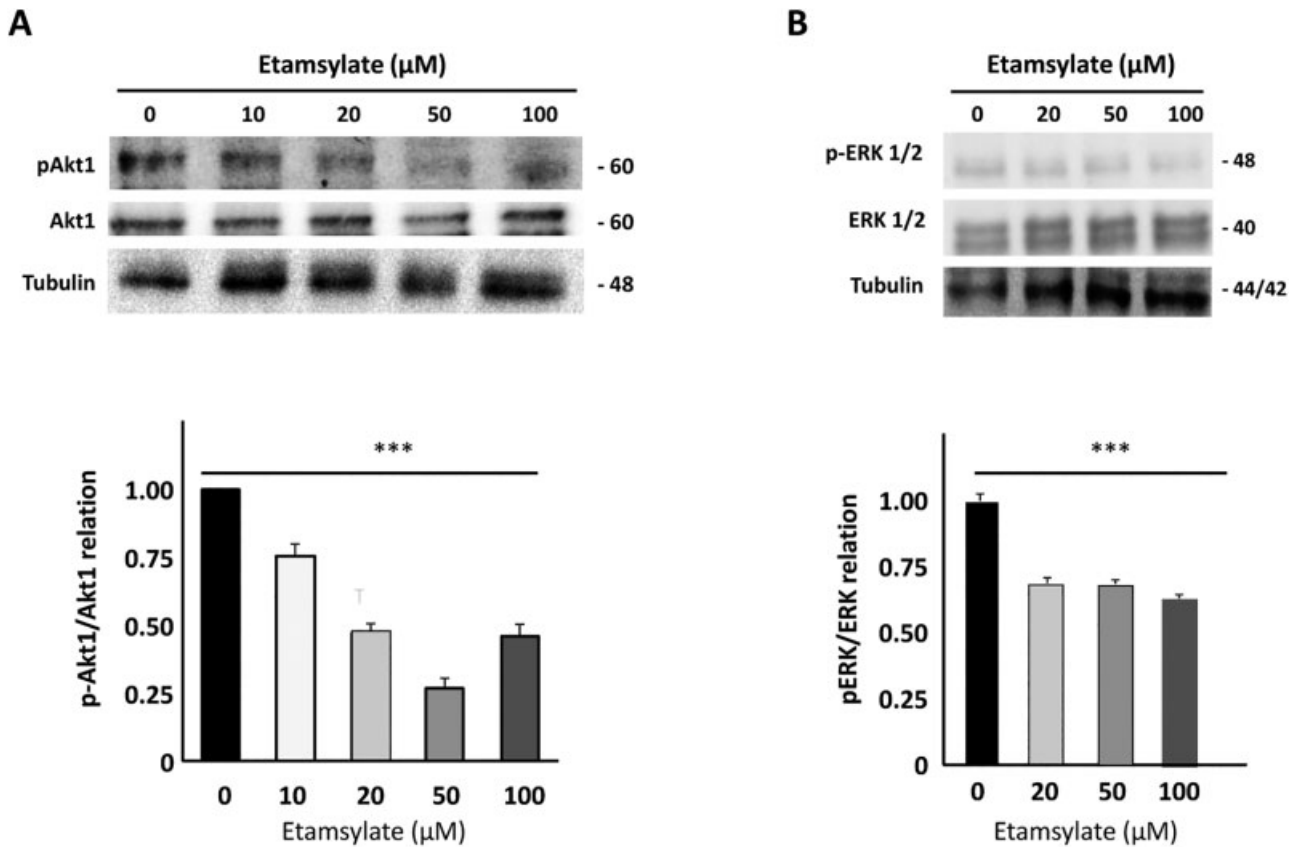 A
Etamsylate (µM)
0 10 20 50 100
pAkt1 - 60
Akt1 - 60
Tubulin - 48
***
p-Akt1/Akt1 relation
1.00
0.75
0.50
0.25
0
0 10 20 50 100
Etamsylate (µM)
B
Etamsylate (µM)
0 20 50 100
p-ERK 1/2 - 48
ERK 1/2 - 40
Tubulin - 44/42
***
pERK/ERK relation
1.00
0.75
0.50
0.25
0
0 20 50 100
Etamsylate (µM)